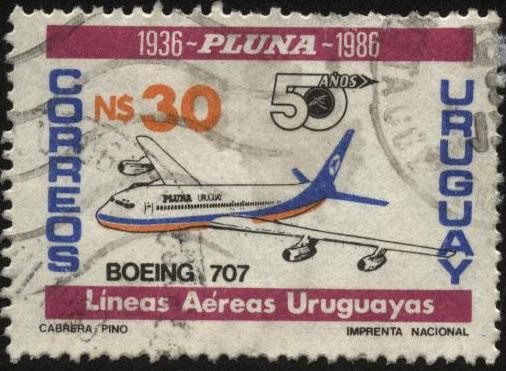 1936~PLUNA~1986
CORREOS
N$ 30
50 AÑOS
URUGUAY
PLUNA URUGUAY
BOEING 707
Líneas Aéreas Uruguayas
CABRERA-PINO
IMPRENTA NACIONAL